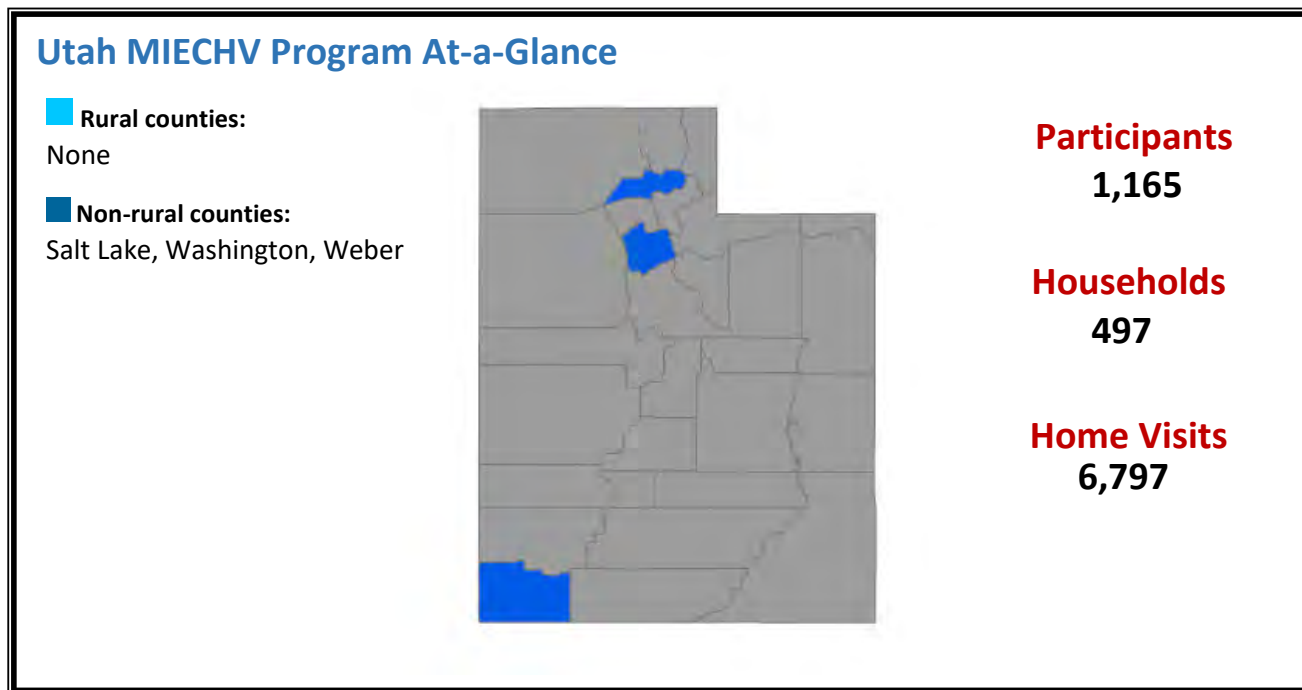 Utah MIECHV Program At-a-Glance
Rural counties:
None
Non-rural counties:
Salt Lake, Washington, Weber
Participants
1,165
Households
497
Home Visits
6,797